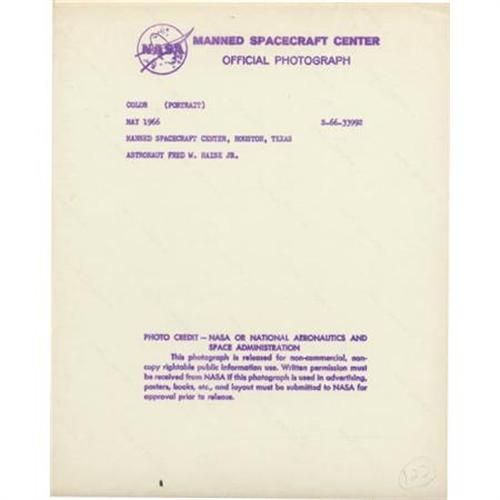 NASA
MANNED SPACECRAFT CENTER
OFFICIAL PHOTOGRAPH
COLOR (PORTRAIT)
MAY 1966 S-66-33992
MANNED SPACECRAFT CENTER, HOUSTON, TEXAS
ASTRONAUT FRED W. HAISE JR.
PHOTO CREDIT — NASA OR NATIONAL AERONAUTICS AND
SPACE ADMINISTRATION
This photograph is released for non-commercial, non-
copy rightable public information use. Written permission must
be received from NASA if this photograph is used in advertising,
posters, books, etc., and layout must be submitted to NASA for
approval prior to release.
122